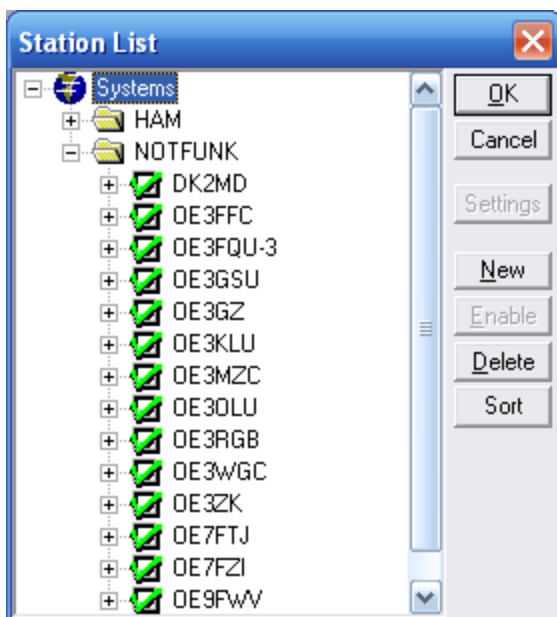 Station List
Systems
HAM
NOTFUNK
DK2MD
OE3FFC
OE3FQU-3
OE3GSU
OE3GZ
OE3KLU
OE3MZC
OE3OLU
OE3RGB
OE3WGC
OE3ZK
OE7FTJ
OE7FZI
OE9FWV
OK
Cancel
Settings
New
Enable
Delete
Sort